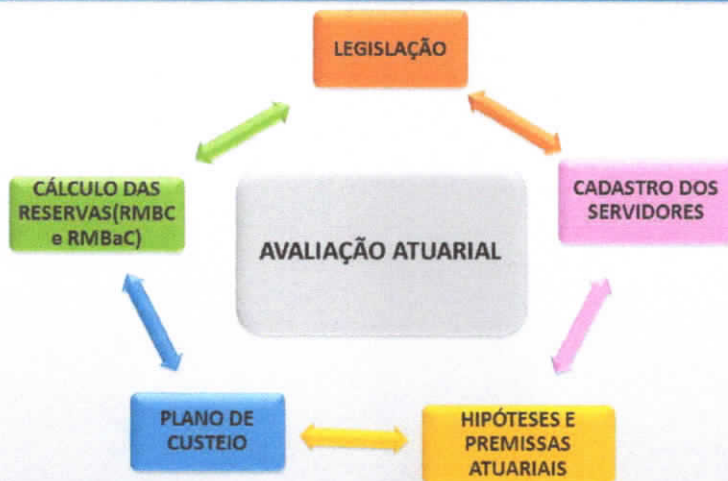 LEGISLAÇÃO
CÁLCULO DAS
RESERVAS(RMBC
e RMBaC)
CADASTRO DOS
SERVIDORES
AVALIAÇÃO ATUARIAL
PLANO DE
CUSTEIO
HIPÓTESES E
PREMISSAS
ATUARIAIS